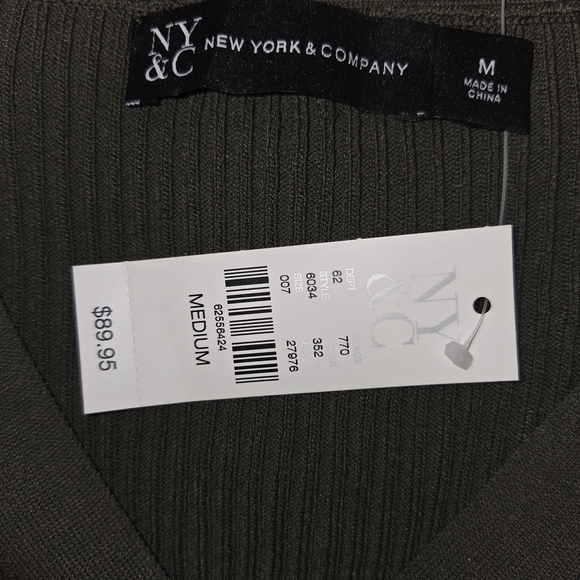 NY
&C
NEW YORK & COMPANY
M
MADE IN
CHINA
NY
&C
DEPT
62 770
STYLE
6034 352
SIZE
007 27976
62556424
MEDIUM
$89.95